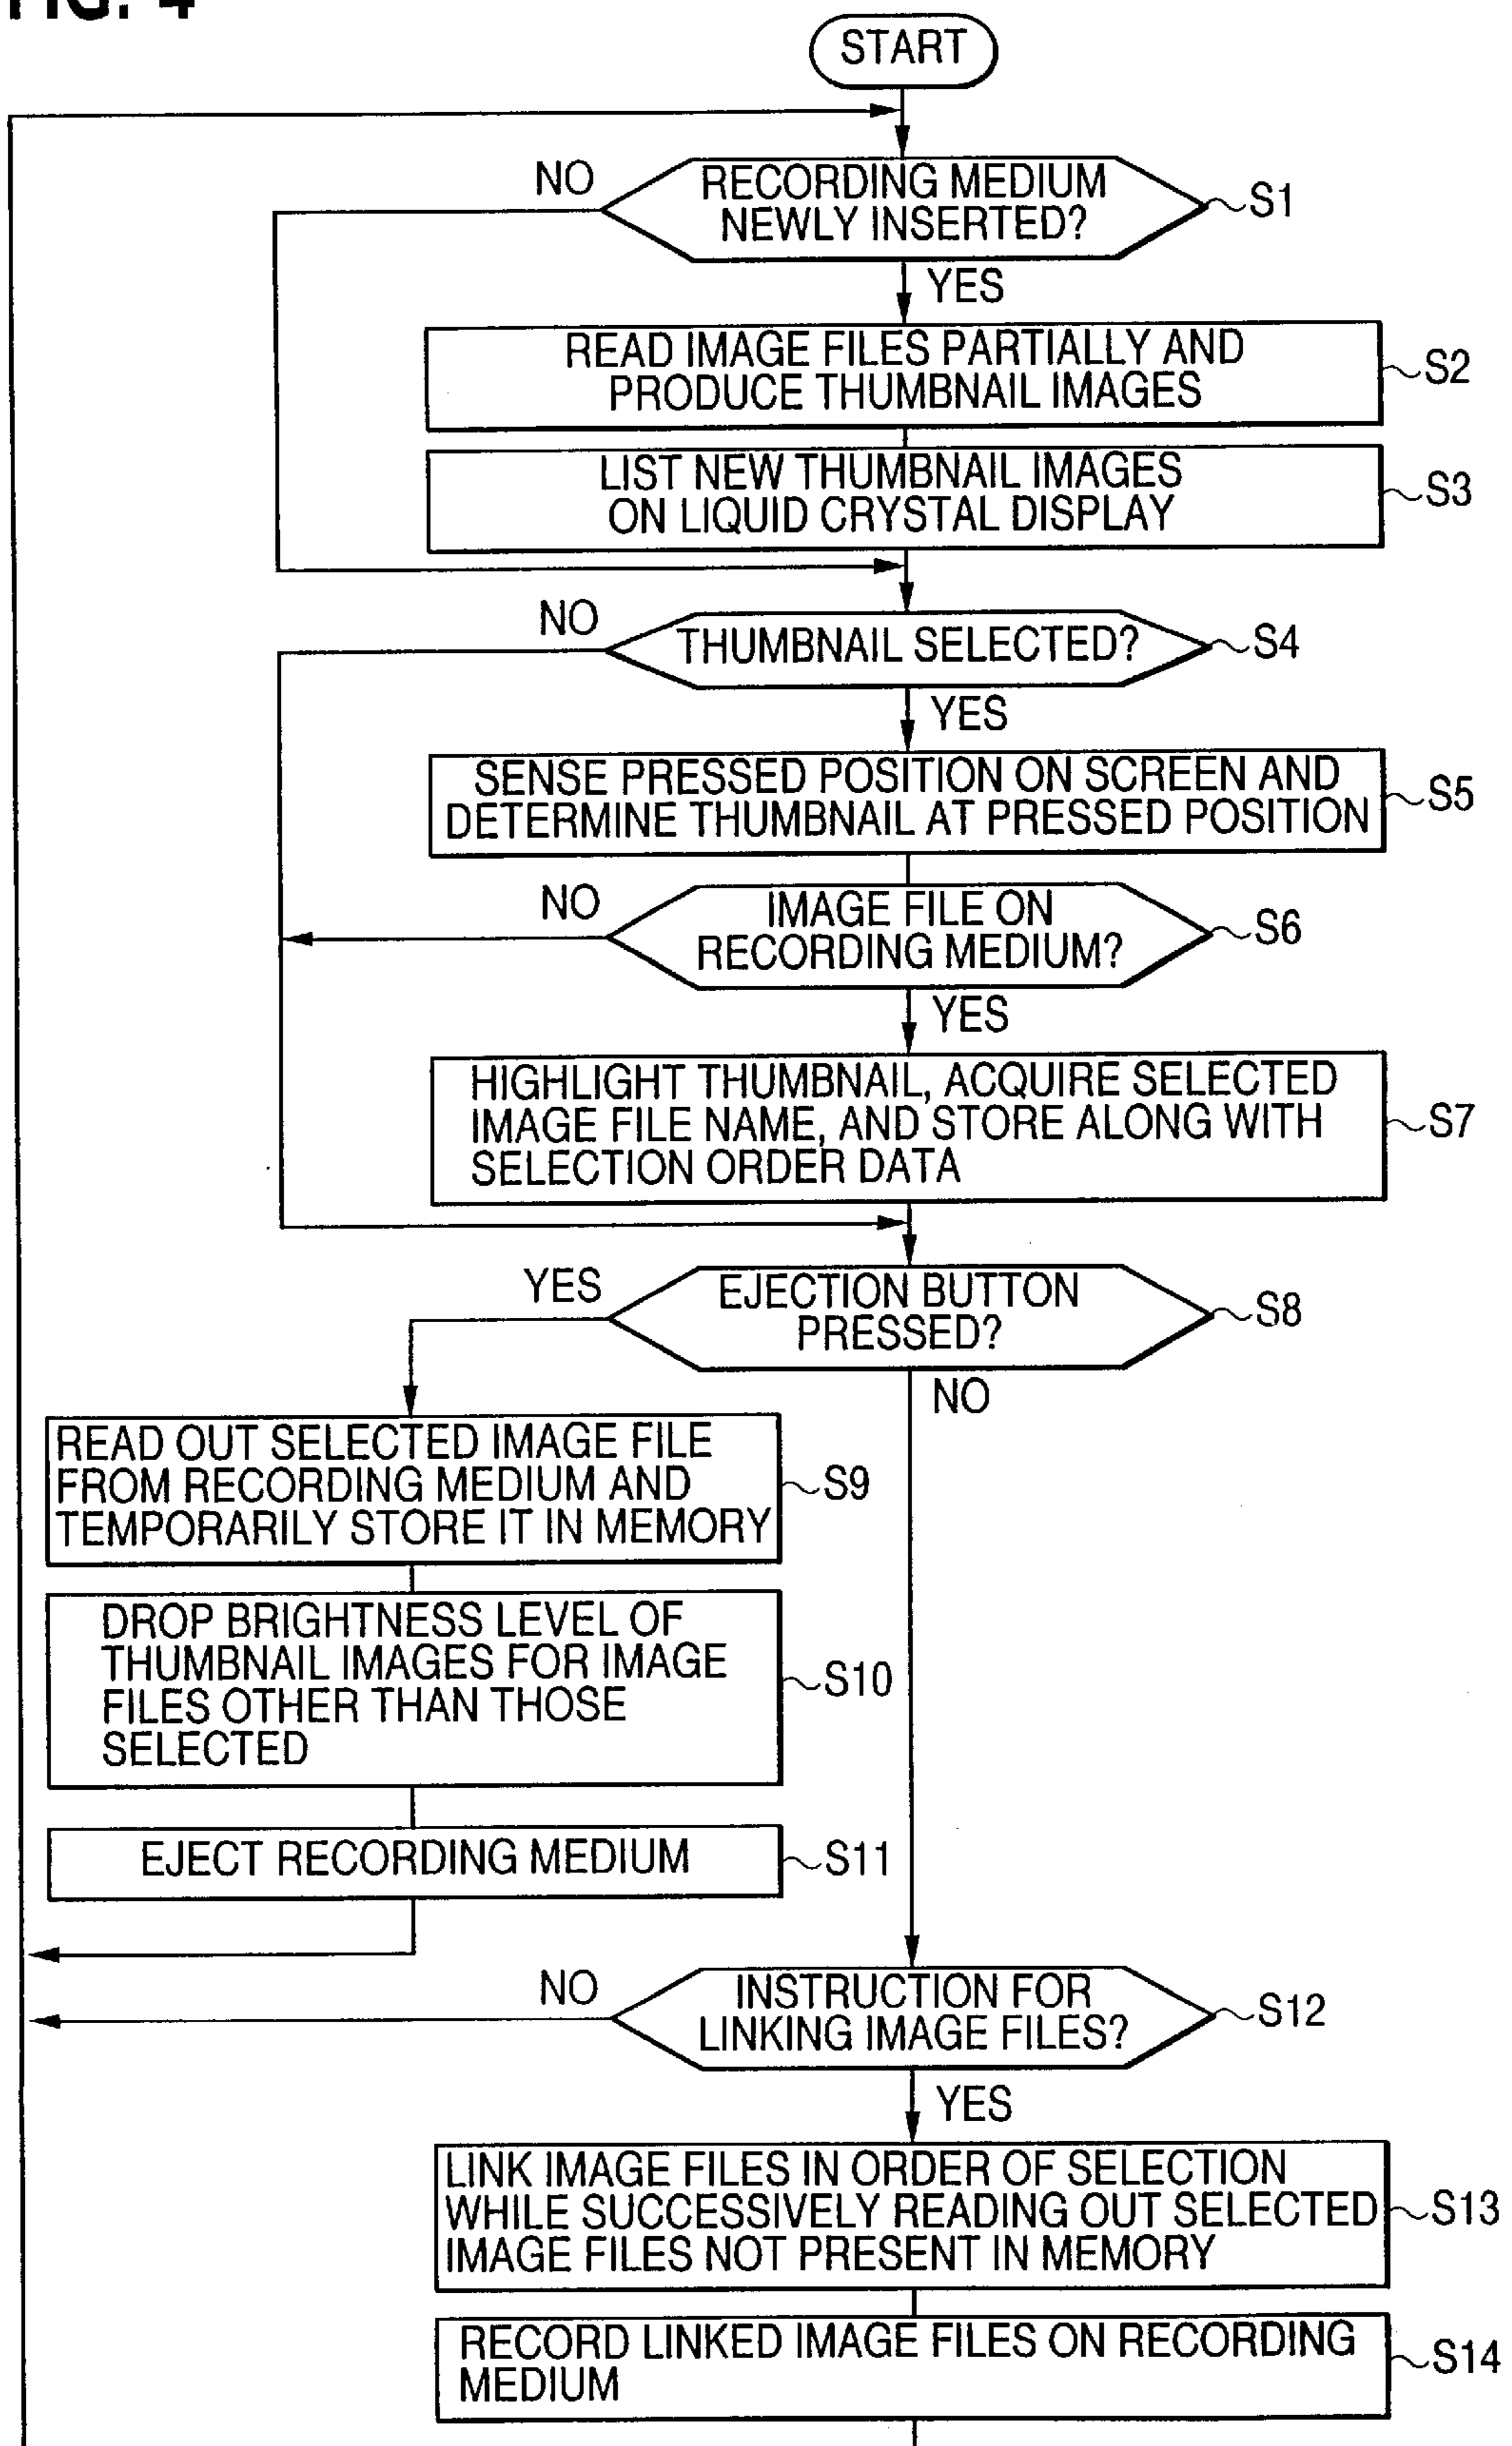 FIG. 4
START
RECORDING MEDIUM
NEWLY INSERTED?
S1
NO
YES
READ IMAGE FILES PARTIALLY AND
PRODUCE THUMBNAIL IMAGES
S2
LIST NEW THUMBNAIL IMAGES
ON LIQUID CRYSTAL DISPLAY
S3
NO
THUMBNAIL SELECTED?
S4
YES
SENSE PRESSED POSITION ON SCREEN AND
DETERMINE THUMBNAIL AT PRESSED POSITION
S5
NO
IMAGE FILE ON
RECORDING MEDIUM?
S6
YES
HIGHLIGHT THUMBNAIL, ACQUIRE SELECTED
IMAGE FILE NAME, AND STORE ALONG WITH
SELECTION ORDER DATA
S7
YES
EJECTION BUTTON
PRESSED?
S8
NO
READ OUT SELECTED IMAGE FILE
FROM RECORDING MEDIUM AND
TEMPORARILY STORE IT IN MEMORY
S9
DROP BRIGHTNESS LEVEL OF
THUMBNAIL IMAGES FOR IMAGE
FILES OTHER THAN THOSE
SELECTED
S10
EJECT RECORDING MEDIUM
S11
NO
INSTRUCTION FOR
LINKING IMAGE FILES?
S12
YES
LINK IMAGE FILES IN ORDER OF SELECTION
WHILE SUCCESSIVELY READING OUT SELECTED
IMAGE FILES NOT PRESENT IN MEMORY
S13
RECORD LINKED IMAGE FILES ON RECORDING
MEDIUM
S14